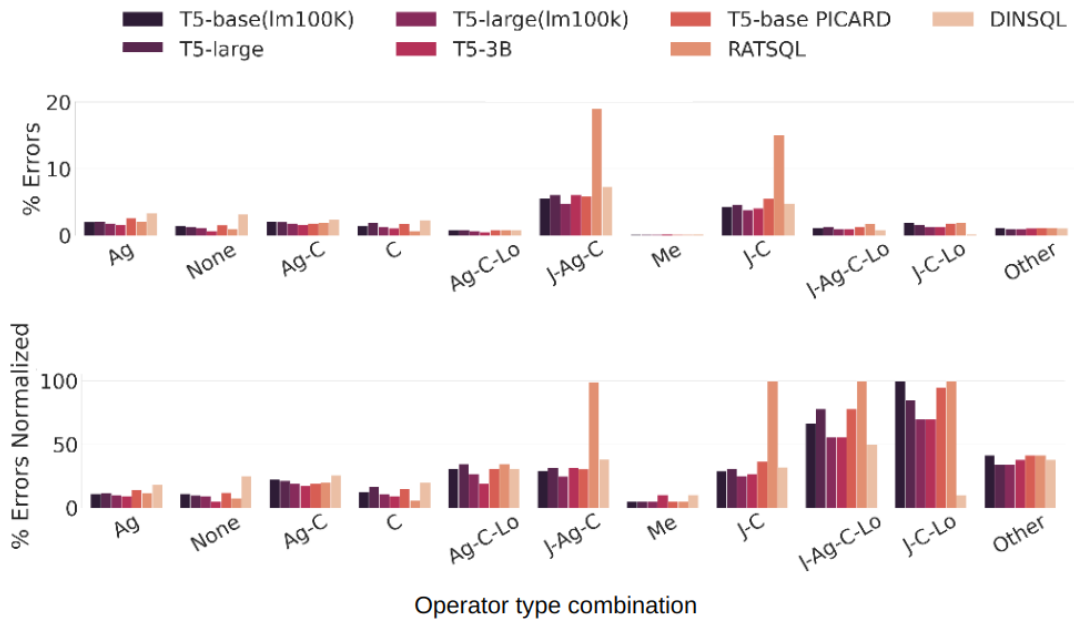 T5-base(lm100K) T5-large(lm100k) T5-base PICARD DINSQL
T5-large T5-3B RATSQL
% Errors
20
10
0
Ag None Ag-C C Ag-C-Lo J-Ag-C Me J-C J-Ag-C-Lo J-C-Lo Other
% Errors Normalized
100
50
0
Ag None Ag-C C Ag-C-Lo J-Ag-C Me J-C J-Ag-C-Lo J-C-Lo Other
Operator type combination